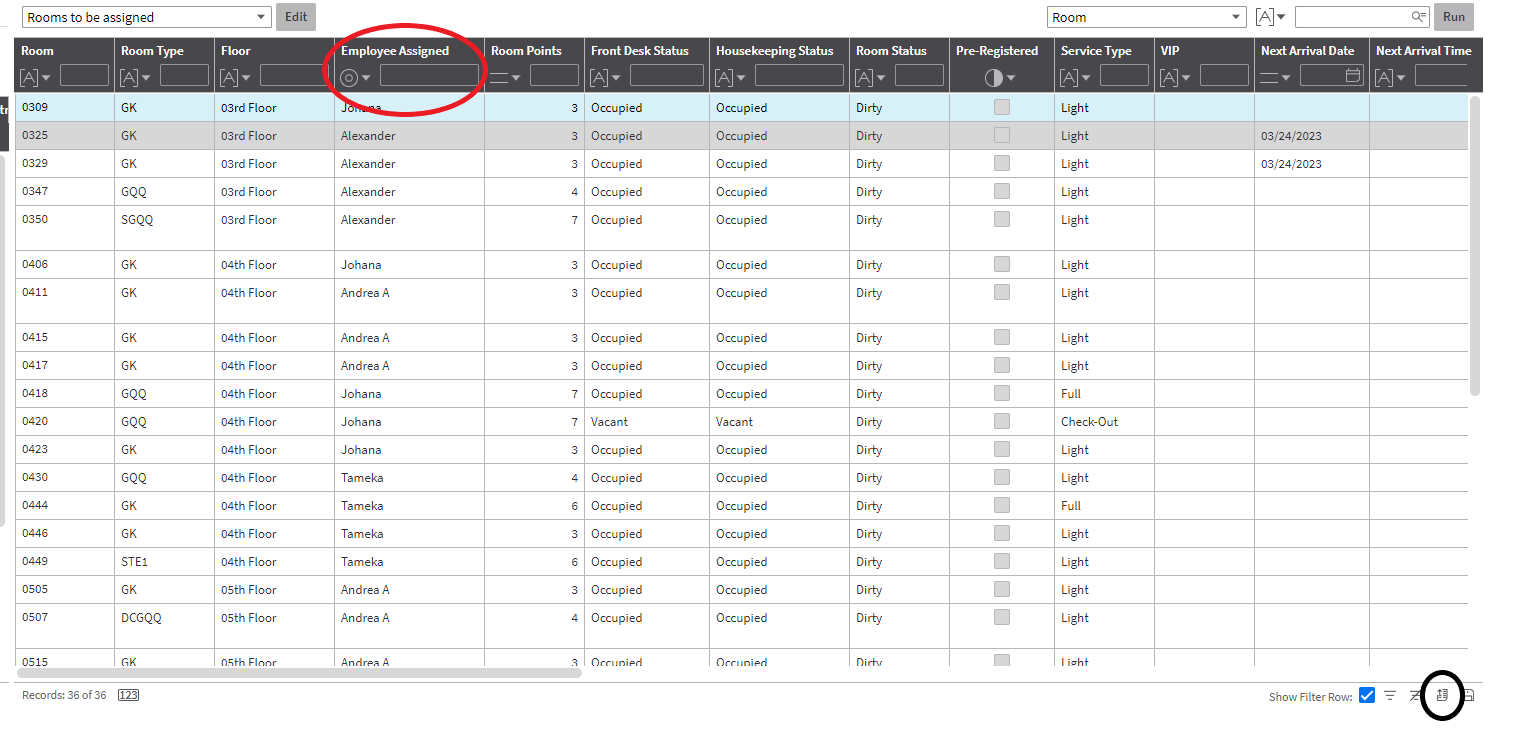 Rooms to be assigned Edit Room [A] Run
Room Room Type Floor Employee Assigned Room Points Front Desk Status Housekeeping Status Room Status Pre-Registered Service Type VIP Next Arrival Date Next Arrival Time
[A] [A] [A] [A] [A] [A] [A] [A] [A]
tr
0309 GK 03rd Floor Johana 3 Occupied Occupied Dirty Light
0325 GK 03rd Floor Alexander 3 Occupied Occupied Dirty Light 03/24/2023
0329 GK 03rd Floor Alexander 3 Occupied Occupied Dirty Light 03/24/2023
0347 GQQ 03rd Floor Alexander 4 Occupied Occupied Dirty Light
0350 SGQQ 03rd Floor Alexander 7 Occupied Occupied Dirty Light
0406 GK 04th Floor Johana 3 Occupied Occupied Dirty Light
0411 GK 04th Floor Andrea A 3 Occupied Occupied Dirty Light
0415 GK 04th Floor Andrea A 3 Occupied Occupied Dirty Light
0417 GK 04th Floor Andrea A 3 Occupied Occupied Dirty Light
0418 GQQ 04th Floor Johana 7 Occupied Occupied Dirty Full
0420 GQQ 04th Floor Johana 7 Vacant Vacant Dirty Check-Out
0423 GK 04th Floor Johana 3 Occupied Occupied Dirty Light
0430 GQQ 04th Floor Tameka 4 Occupied Occupied Dirty Light
0444 GK 04th Floor Tameka 6 Occupied Occupied Dirty Full
0446 GK 04th Floor Tameka 3 Occupied Occupied Dirty Light
0449 STE1 04th Floor Tameka 6 Occupied Occupied Dirty Light
0505 GK 05th Floor Andrea A 3 Occupied Occupied Dirty Light
0507 DCGQQ 05th Floor Andrea A 4 Occupied Occupied Dirty Light
0515 GK 05th Floor Andrea A 3 Occupied Occupied Dirty Light
Records: 36 of 36 123 Show Filter Row: